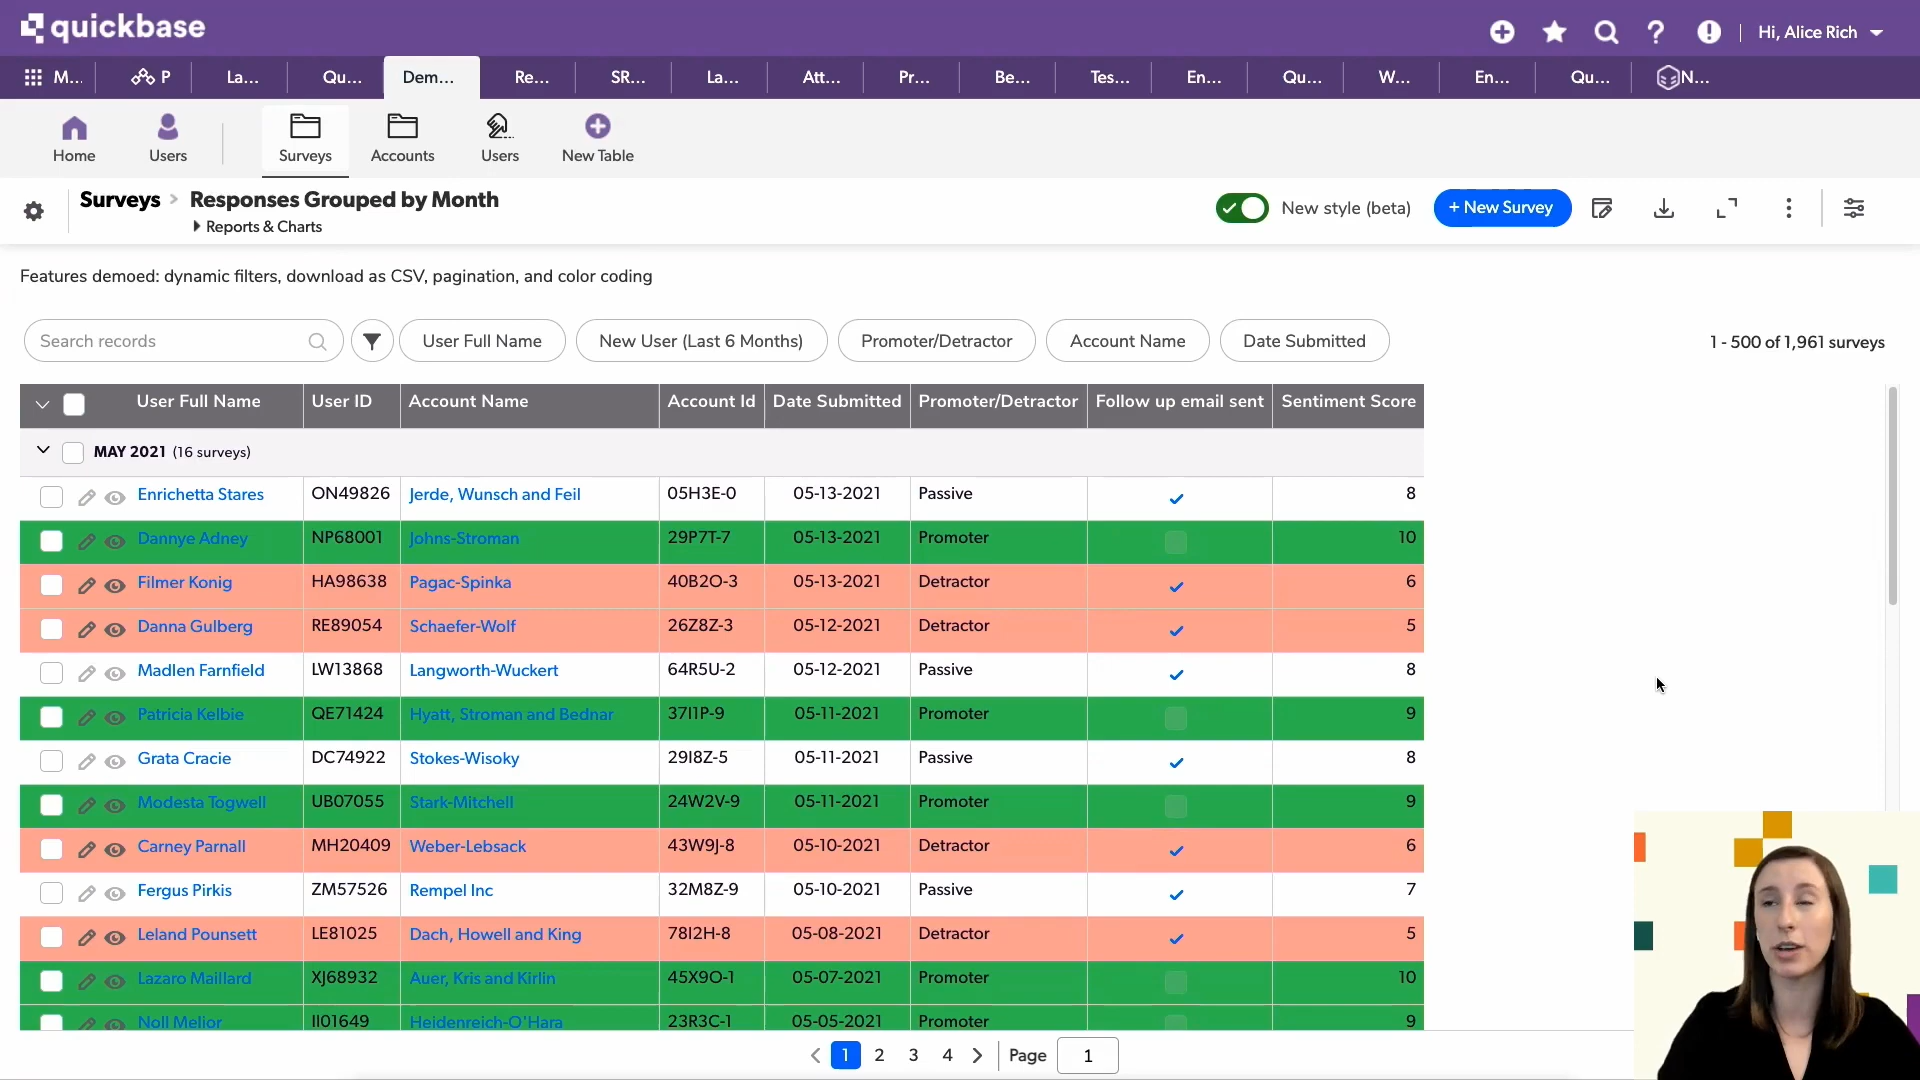 quickbase
Hi, Alice Rich
M... P La... Qu... Dem... Re... SR... La... Att... Pr... Be... Tes... En... Qu... W... En... Qu... N...
Home Users Surveys Accounts Users New Table
Surveys > Responses Grouped by Month
Reports & Charts
New style (beta)
+ New Survey
Features demoed: dynamic filters, download as CSV, pagination, and color coding
Search records
User Full Name
New User (Last 6 Months)
Promoter/Detractor
Account Name
Date Submitted
1 - 500 of 1,961 surveys
User Full Name User ID Account Name Account Id Date Submitted Promoter/Detractor Follow up email sent Sentiment Score
MAY 2021 (16 surveys)
Enrichetta Stares ON49826 Jerde, Wunsch and Feil 05H3E-0 05-13-2021 Passive 8
Dannye Adney NP68001 Johns-Stroman 29P7T-7 05-13-2021 Promoter 10
Filmer Konig HA98638 Pagac-Spinka 40B2O-3 05-13-2021 Detractor 6
Danna Gulberg RE89054 Schaefer-Wolf 26Z8Z-3 05-12-2021 Detractor 5
Madlen Farnfield LW13868 Langworth-Wuckert 64R5U-2 05-12-2021 Passive 8
Patricia Kelbie QE71424 Hyatt, Stroman and Bednar 37I1P-9 05-11-2021 Promoter 9
Grata Cracie DC74922 Stokes-Wisoky 29I8Z-5 05-11-2021 Passive 8
Modesta Togwell UB07055 Stark-Mitchell 24W2V-9 05-11-2021 Promoter 9
Carney Parnall MH20409 Weber-Lebsack 43W9J-8 05-10-2021 Detractor 6
Fergus Pirkis ZM57526 Rempel Inc 32M8Z-9 05-10-2021 Passive 7
Leland Pounsett LE81025 Dach, Howell and King 78I2H-8 05-08-2021 Detractor 5
Lazaro Maillard XJ68932 Auer, Kris and Kirlin 45X9O-1 05-07-2021 Promoter 10
Noll Melior II01649 Heidenreich-O'Hara 23R3C-1 05-05-2021 Promoter 9
< 1 2 3 4 > Page 1